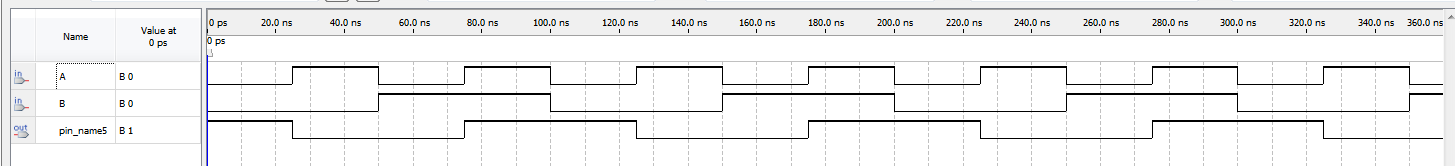 Name
Value at
0 ps
0 ps 20.0 ns 40.0 ns 60.0 ns 80.0 ns 100.0 ns 120.0 ns 140.0 ns 160.0 ns 180.0 ns 200.0 ns 220.0 ns 240.0 ns 260.0 ns 280.0 ns 300.0 ns 320.0 ns 340.0 ns 360.0 ns
0 ps
in A B 0
in B B 0
out pin_name5 B 1